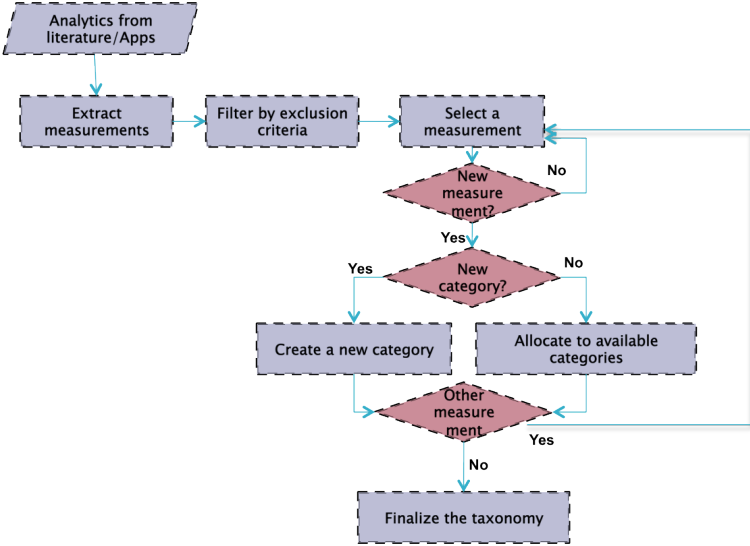 Analytics from
literature/Apps
Extract
measurements
Filter by exclusion
criteria
Select a
measurement
New
measure
ment?
No
Yes
New
category?
Yes
No
Create a new category
Allocate to available
categories
Other
measure
ment
Yes
No
Finalize the taxonomy